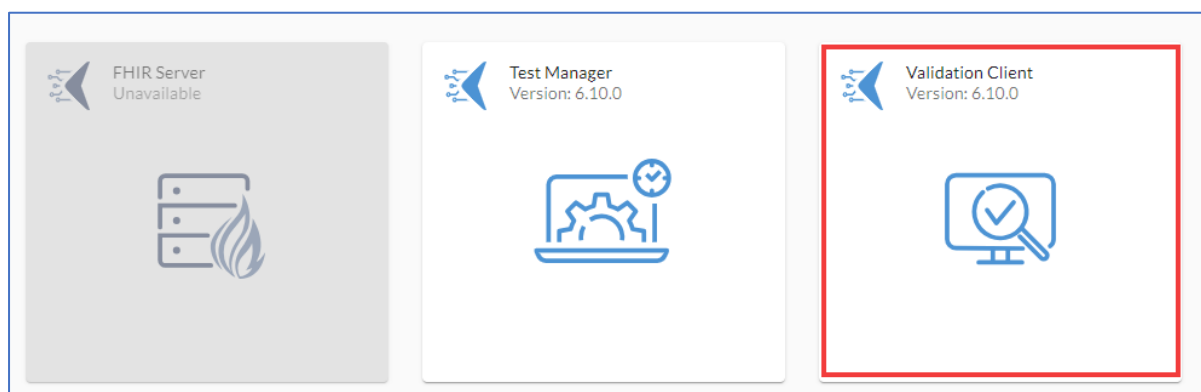 FHIR Server
Unavailable
Test Manager
Version: 6.10.0
Validation Client
Version: 6.10.0